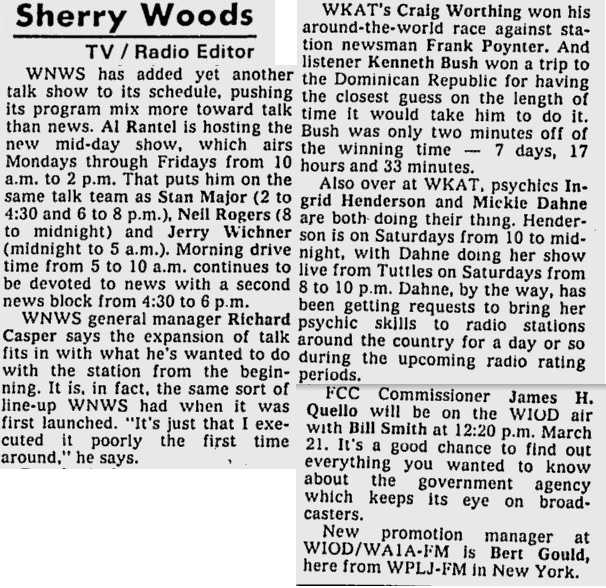 Sherry Woods
TV / Radio Editor
WNWS has added yet another
talk show to its schedule, pushing
its program mix more toward talk
than news. Al Rantel is hosting the
new mid-day show, which airs
Mondays through Fridays from 10
a.m. to 2 p.m. That puts him on the
same talk team as Stan Major (2 to
4:30 and 6 to 8 p.m.), Neil Rogers (8
to midnight) and Jerry Wichner
(midnight to 5 a.m.). Morning drive
time from 5 to 10 a.m. continues to
be devoted to news with a second
news block from 4:30 to 6 p.m.
WNWS general manager Richard
Casper says the expansion of talk
fits in with what he's wanted to do
with the station from the begin-
ning. It is, in fact, the same sort of
line-up WNWS had when it was
first launched. "It's just that I exe-
cuted it poorly the first time
around," he says.
WKAT's Craig Worthing won his
around-the-world race against sta-
tion newsman Frank Poynter. And
listener Kenneth Bush won a trip to
the Dominican Republic for having
the closest guess on the length of
time it would take him to do it.
Bush was only two minutes off of
the winning time — 7 days, 17
hours and 33 minutes.
Also over at WKAT, psychics In-
grid Henderson and Mickie Dahne
are both doing their thing. Hender-
son is on Saturdays from 10 to mid-
night, with Dahne doing her show
live from Tuttles on Saturdays from
8 to 10 p.m. Dahne, by the way, has
been getting requests to bring her
psychic skills to radio stations
around the country for a day or so
during the upcoming radio rating
periods.
FCC Commissioner James H.
Quello will be on the WIOD air
with Bill Smith at 12:20 p.m. March
21. It's a good chance to find out
everything you wanted to know
about the government agency
which keeps its eye on broad-
casters.
New promotion manager at
WIOD/WAIA-FM is Bert Gould,
here from WPLJ-FM in New York.